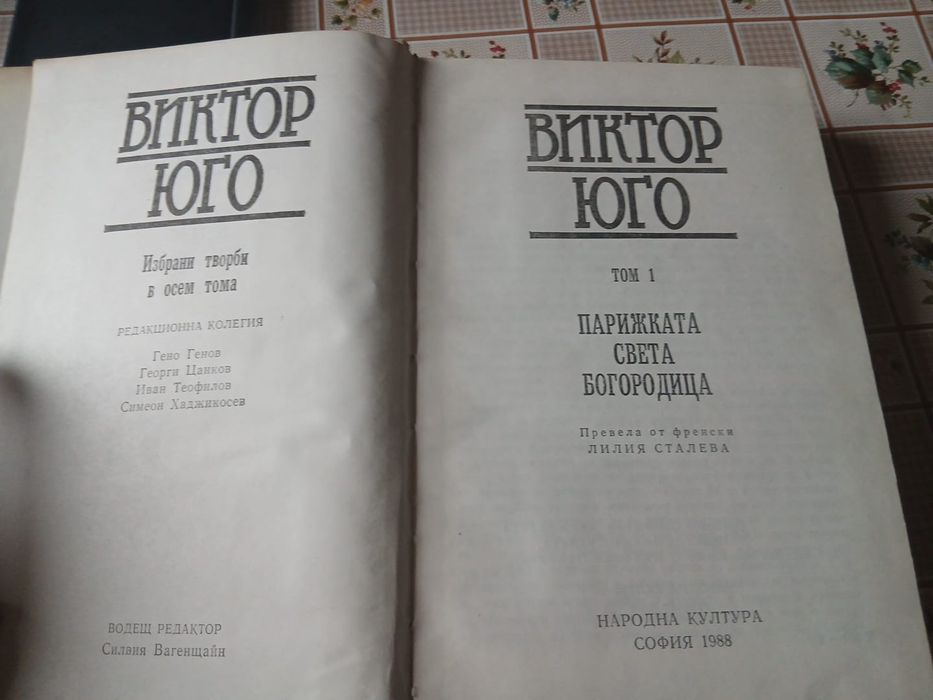 ВИКТОР
ЮГО
Избрани творби
в осем тома
РЕДАКЦИОННА КОЛЕГИЯ
Гено Генов
Георги Цанков
Иван Теофилов
Симеон Хаджикосев
ВОДЕЩ РЕДАКТОР
Силвия Вагенщайн
ВИКТОР
ЮГО
ТОМ 1
ПАРИЖКАТА
СВЕТА
БОГОРОДИЦА
Превела от френски
ЛИЛИЯ СТАЛЕВА
НАРОДНА КУЛТУРА
СОФИЯ 1988